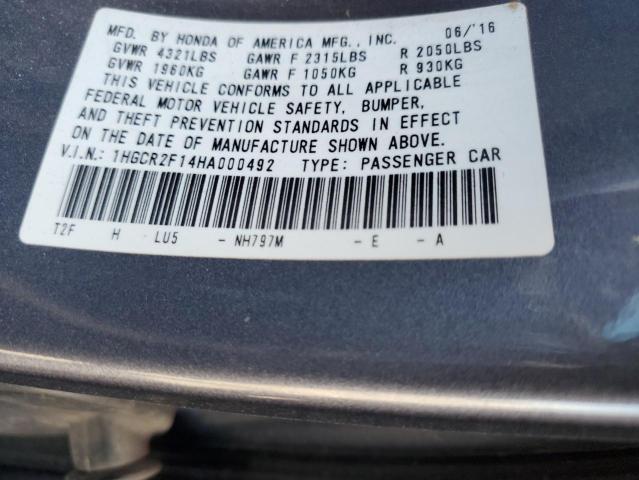 MFD. BY HONDA OF AMERICA MFG., INC. 06/'16
GVWR 4321LBS GAWR F 2315LBS R 2050LBS
GVWR 1960KG GAWR F 1050KG R 930KG
THIS VEHICLE CONFORMS TO ALL APPLICABLE
FEDERAL MOTOR VEHICLE SAFETY, BUMPER,
AND THEFT PREVENTION STANDARDS IN EFFECT
ON THE DATE OF MANUFACTURE SHOWN ABOVE.
V.I.N.: 1HGCR2F14HA000492 TYPE: PASSENGER CAR
T2F H LU5 - NH797M - E - A